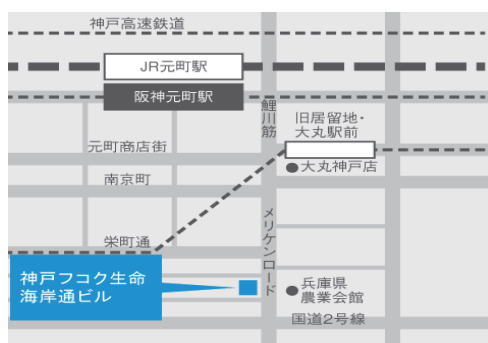 神戸高速鉄道
JR元町駅
阪神元町駅
鯉川筋
旧居留地・
大丸駅前
元町商店街
大丸神戸店
南京町
メリケンロード
栄町通
神戸フコク生命
海岸通ビル
兵庫県
農業会館
国道2号線